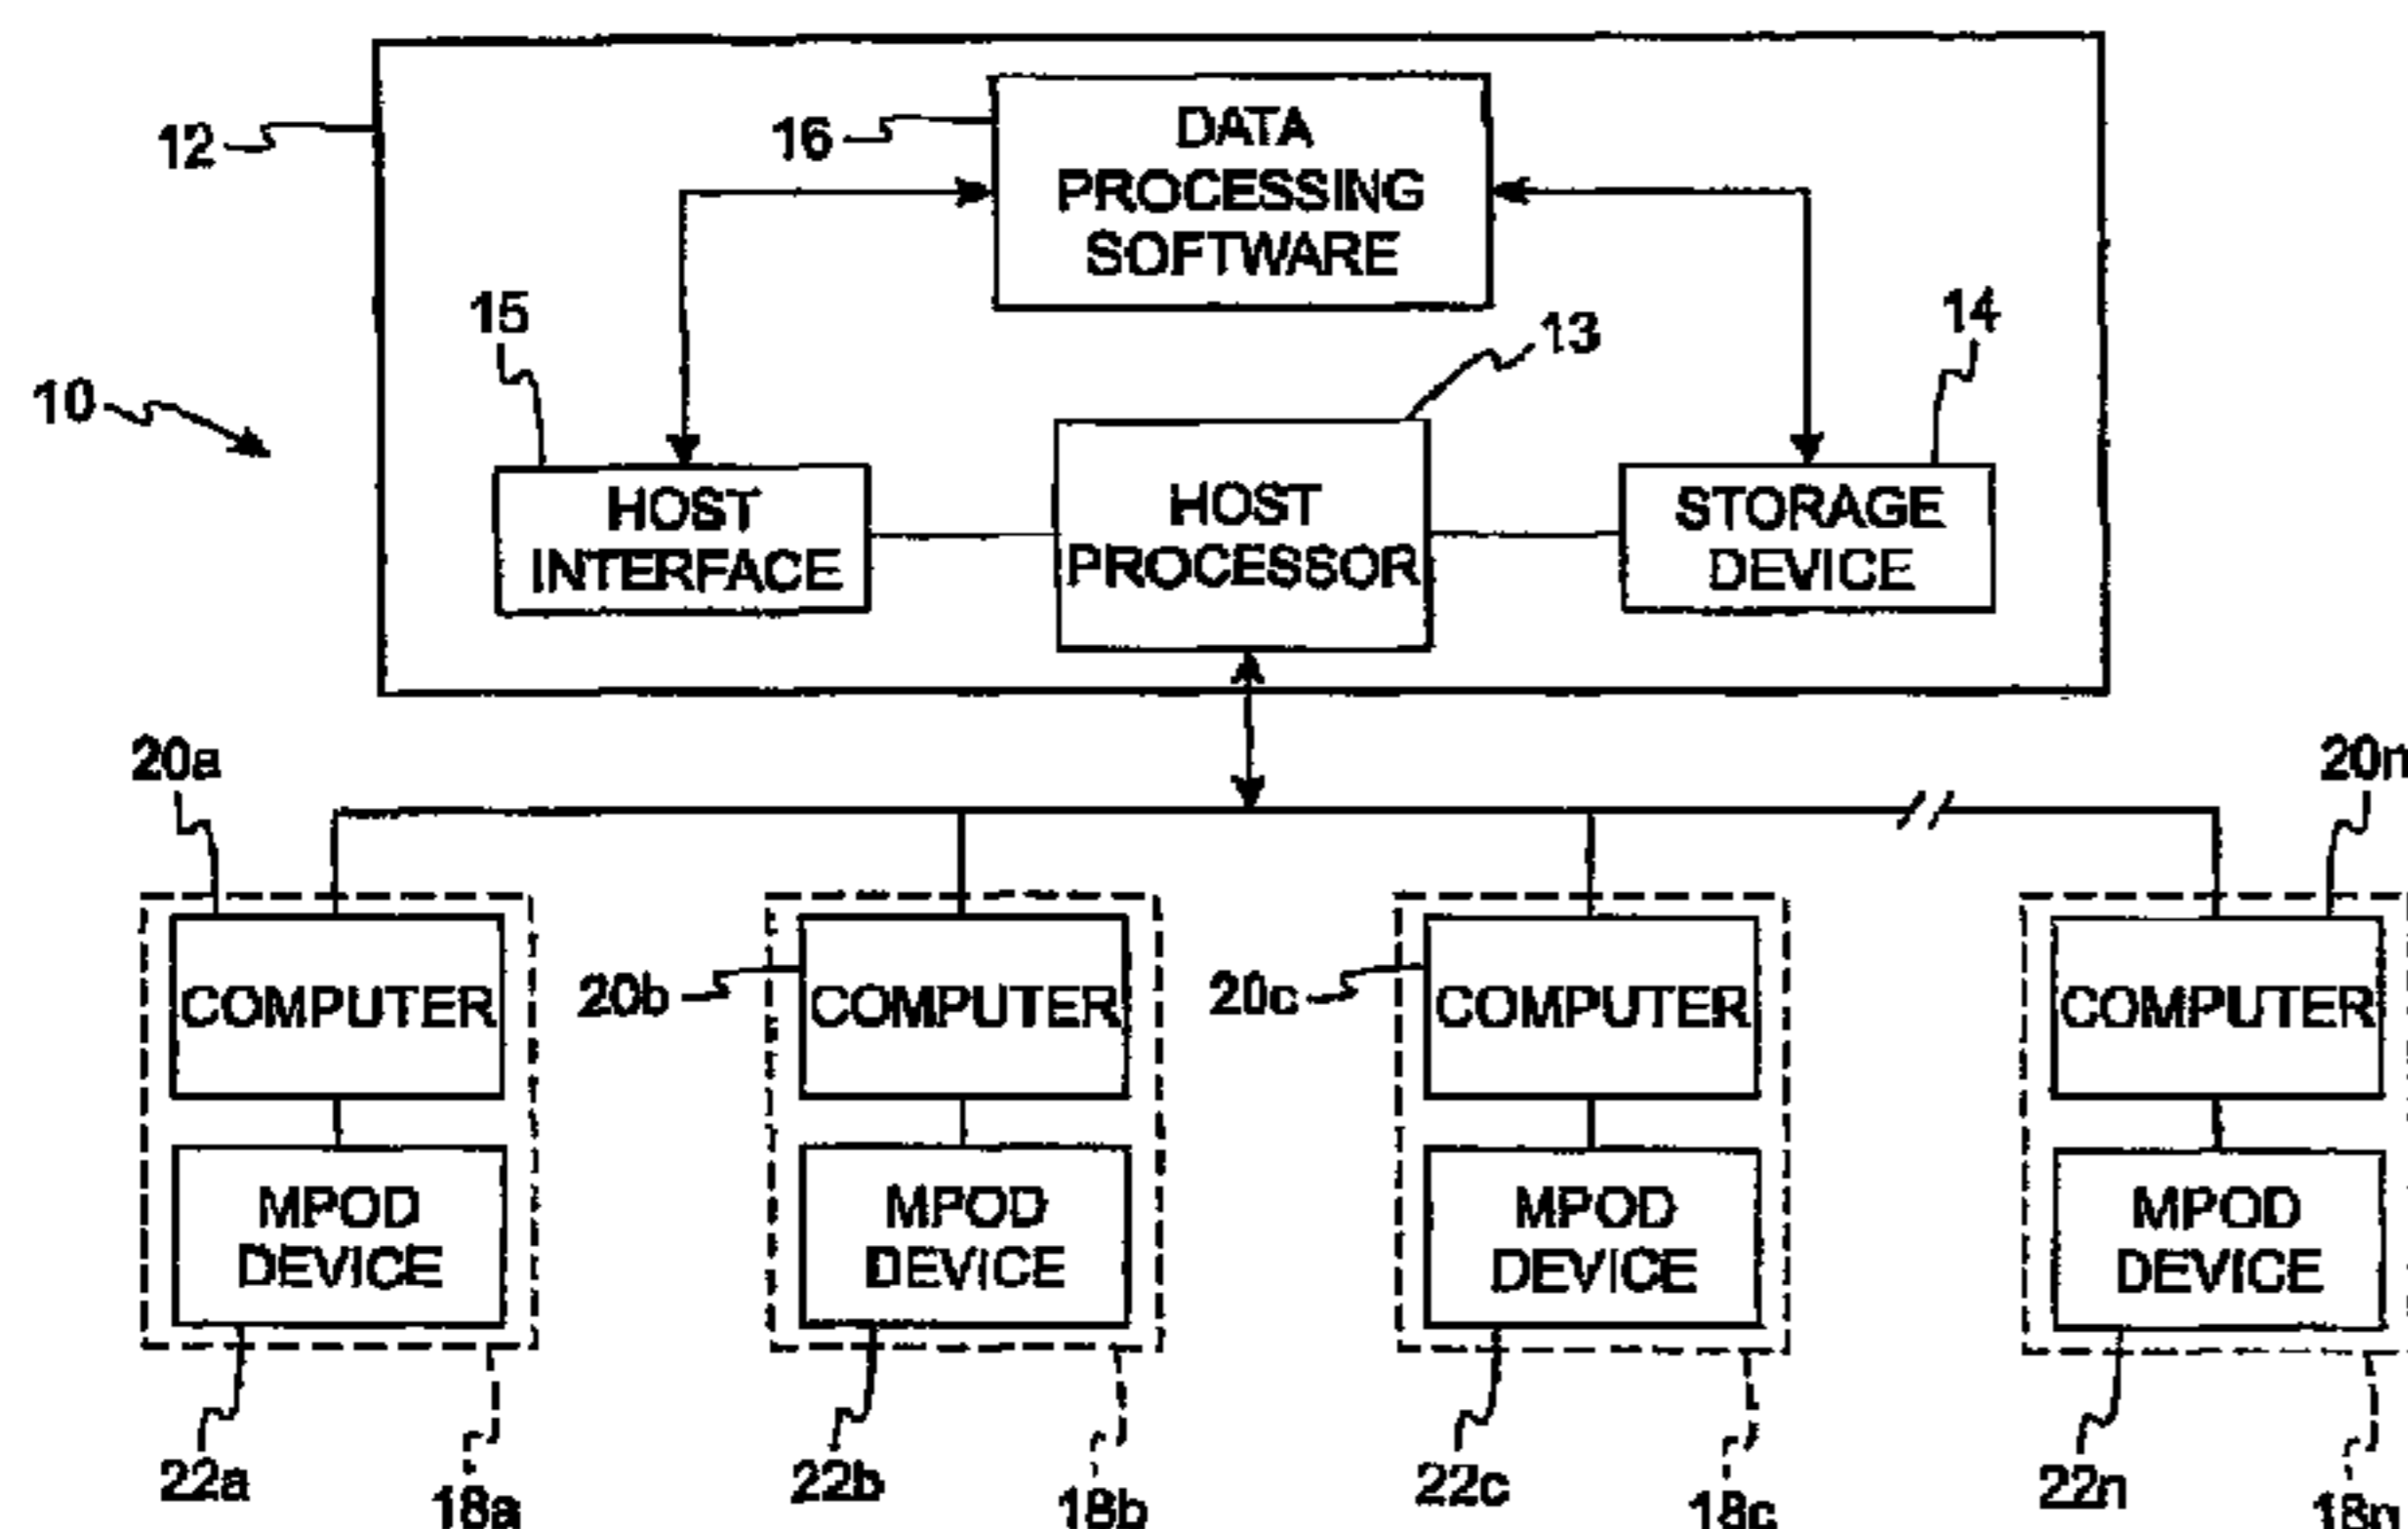 12
16
DATA
PROCESSING
SOFTWARE
15
13
14
10
HOST
INTERFACE
HOST
PROCESSOR
STORAGE
DEVICE
20a
20n
20b
20c
COMPUTER
COMPUTER
COMPUTER
COMPUTER
MPOD
DEVICE
MPOD
DEVICE
MPOD
DEVICE
MPOD
DEVICE
22a
18a
22b
18b
22c
18c
22n
18n